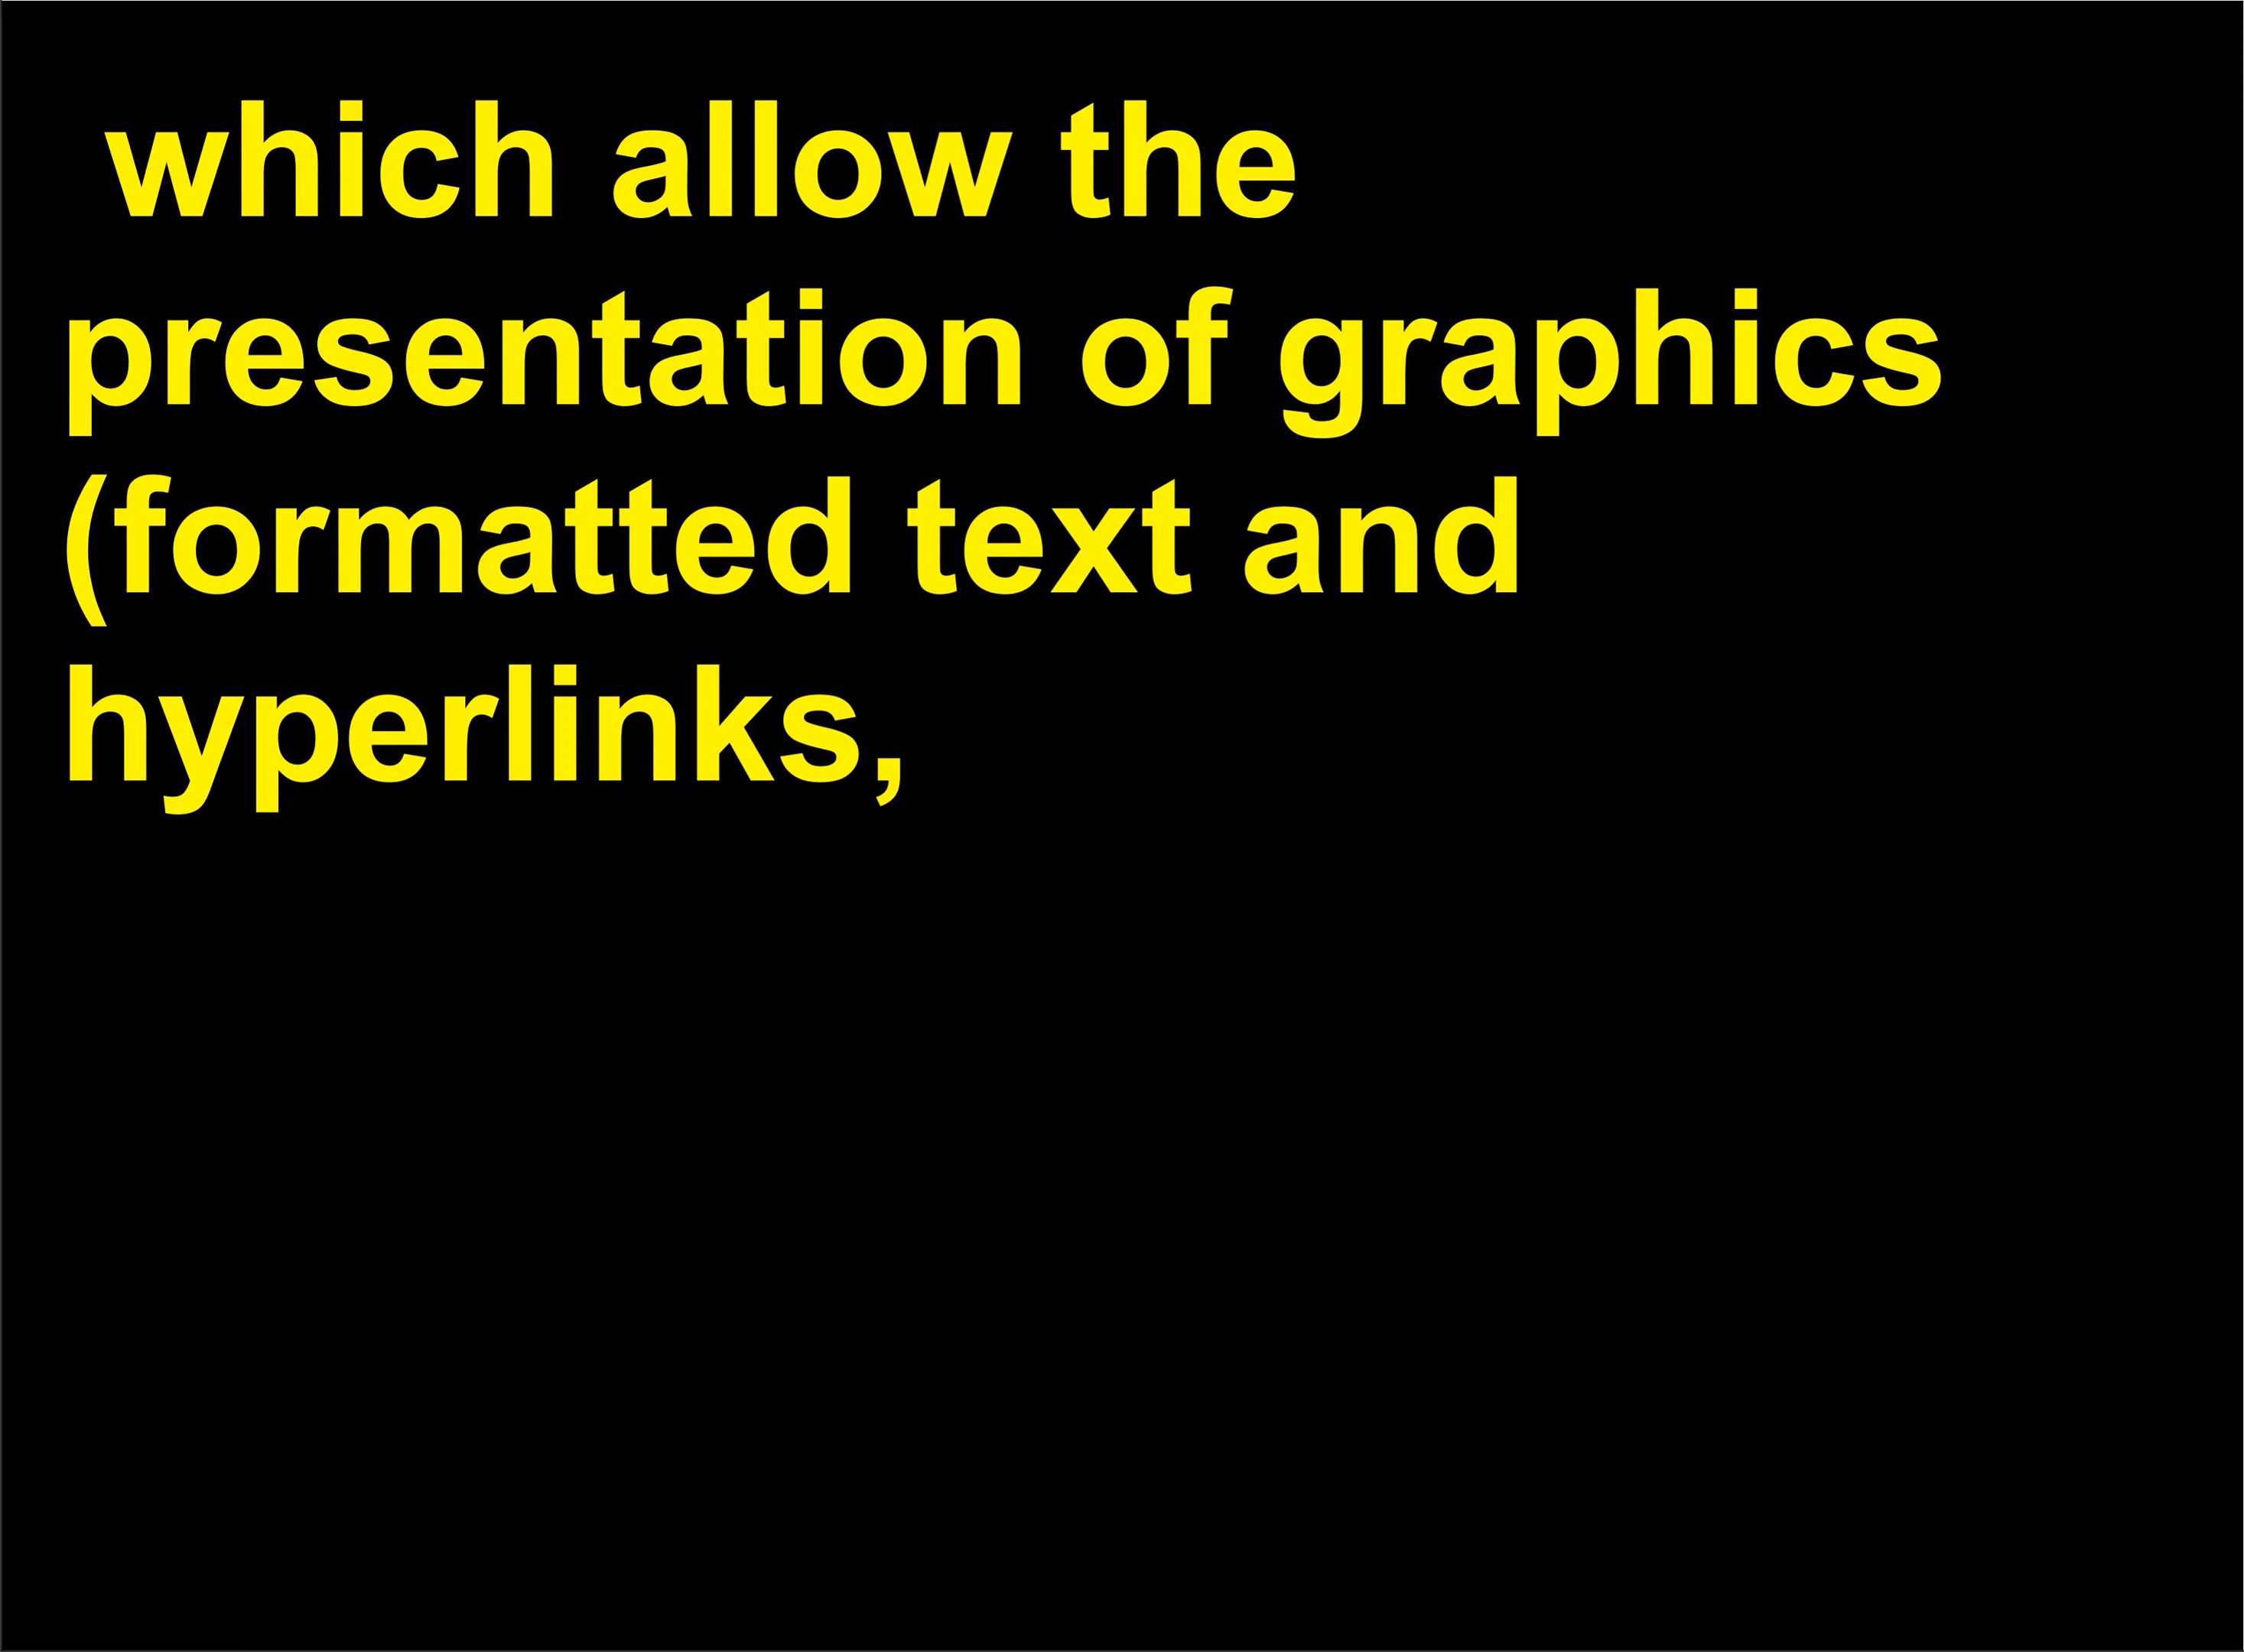 which allow the
presentation of graphics
(formatted text and
hyperlinks,